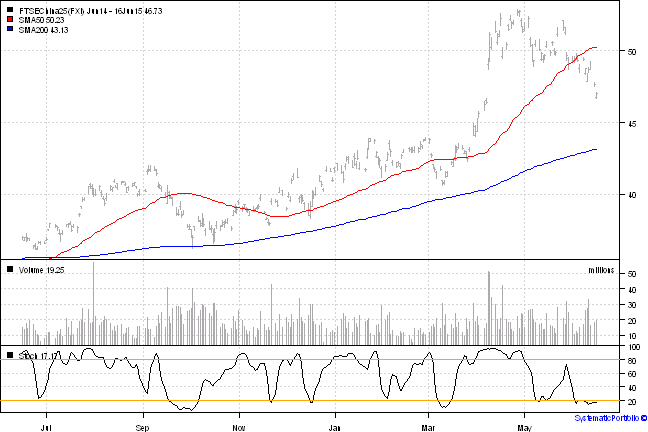 FTSEChina25(FXI) Jun14 - 16Jun15 46.73
SMA50 50.23
SMA200 43.13
50
45
40
Volume 19.25
millions
50
40
30
20
10
Stoch 17.17
100
80
60
40
20
Jul Sep Nov Jan Mar May
SystematicPortfolio ©